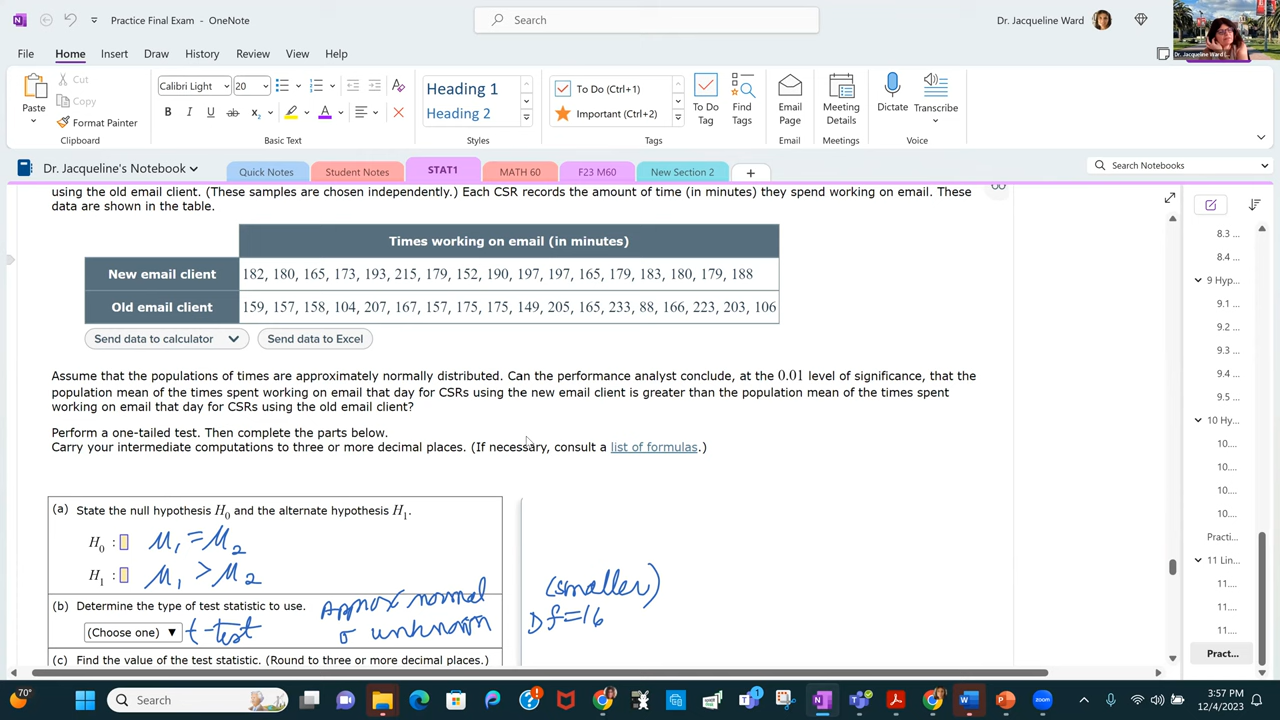 Practice Final Exam - OneNote
Search
Dr. Jacqueline Ward
File Home Insert Draw History Review View Help
Paste
Cut
Copy
Format Painter
Clipboard
Calibri Light 20
B I U ab x₂ A
Basic Text
Heading 1
Heading 2
Styles
To Do (Ctrl+1)
Important (Ctrl+2)
To Do Tag
Find Tags
Tags
Email Page
Email
Meeting Details
Meetings
Dictate
Transcribe
Voice
Dr. Jacqueline's Notebook
Quick Notes
Student Notes
STAT1
MATH 60
F23 M60
New Section 2
Search Notebooks
using the old email client. (These samples are chosen independently.) Each CSR records the amount of time (in minutes) they spend working on email. These
data are shown in the table.
Times working on email (in minutes)
New email client 182, 180, 165, 173, 193, 215, 179, 152, 190, 197, 197, 165, 179, 183, 180, 179, 188
Old email client 159, 157, 158, 104, 207, 167, 157, 175, 175, 149, 205, 165, 233, 88, 166, 223, 203, 106
Send data to calculator
Send data to Excel
Assume that the populations of times are approximately normally distributed. Can the performance analyst conclude, at the 0.01 level of significance, that the
population mean of the times spent working on email that day for CSRs using the new email client is greater than the population mean of the times spent
working on email that day for CSRs using the old email client?
Perform a one-tailed test. Then complete the parts below.
Carry your intermediate computations to three or more decimal places. (If necessary, consult a list of formulas.)
(a) State the null hypothesis H₀ and the alternate hypothesis H₁.
H₀ : μ₁ = μ₂
H₁ : μ₁ > μ₂
(b) Determine the type of test statistic to use.
(Choose one) t-test
Approx normal
σ unknown
(c) Find the value of the test statistic. (Round to three or more decimal places.)
(smaller)
Df=16
8.3 ...
8.4 ...
9 Hyp...
9.1 ...
9.2 ...
9.3 ...
9.4 ...
9.5 ...
10 Hy...
10....
10....
10....
10....
Practi...
11 Lin...
11....
11....
11....
Pract...
70°
Search
3:57 PM
12/4/2023